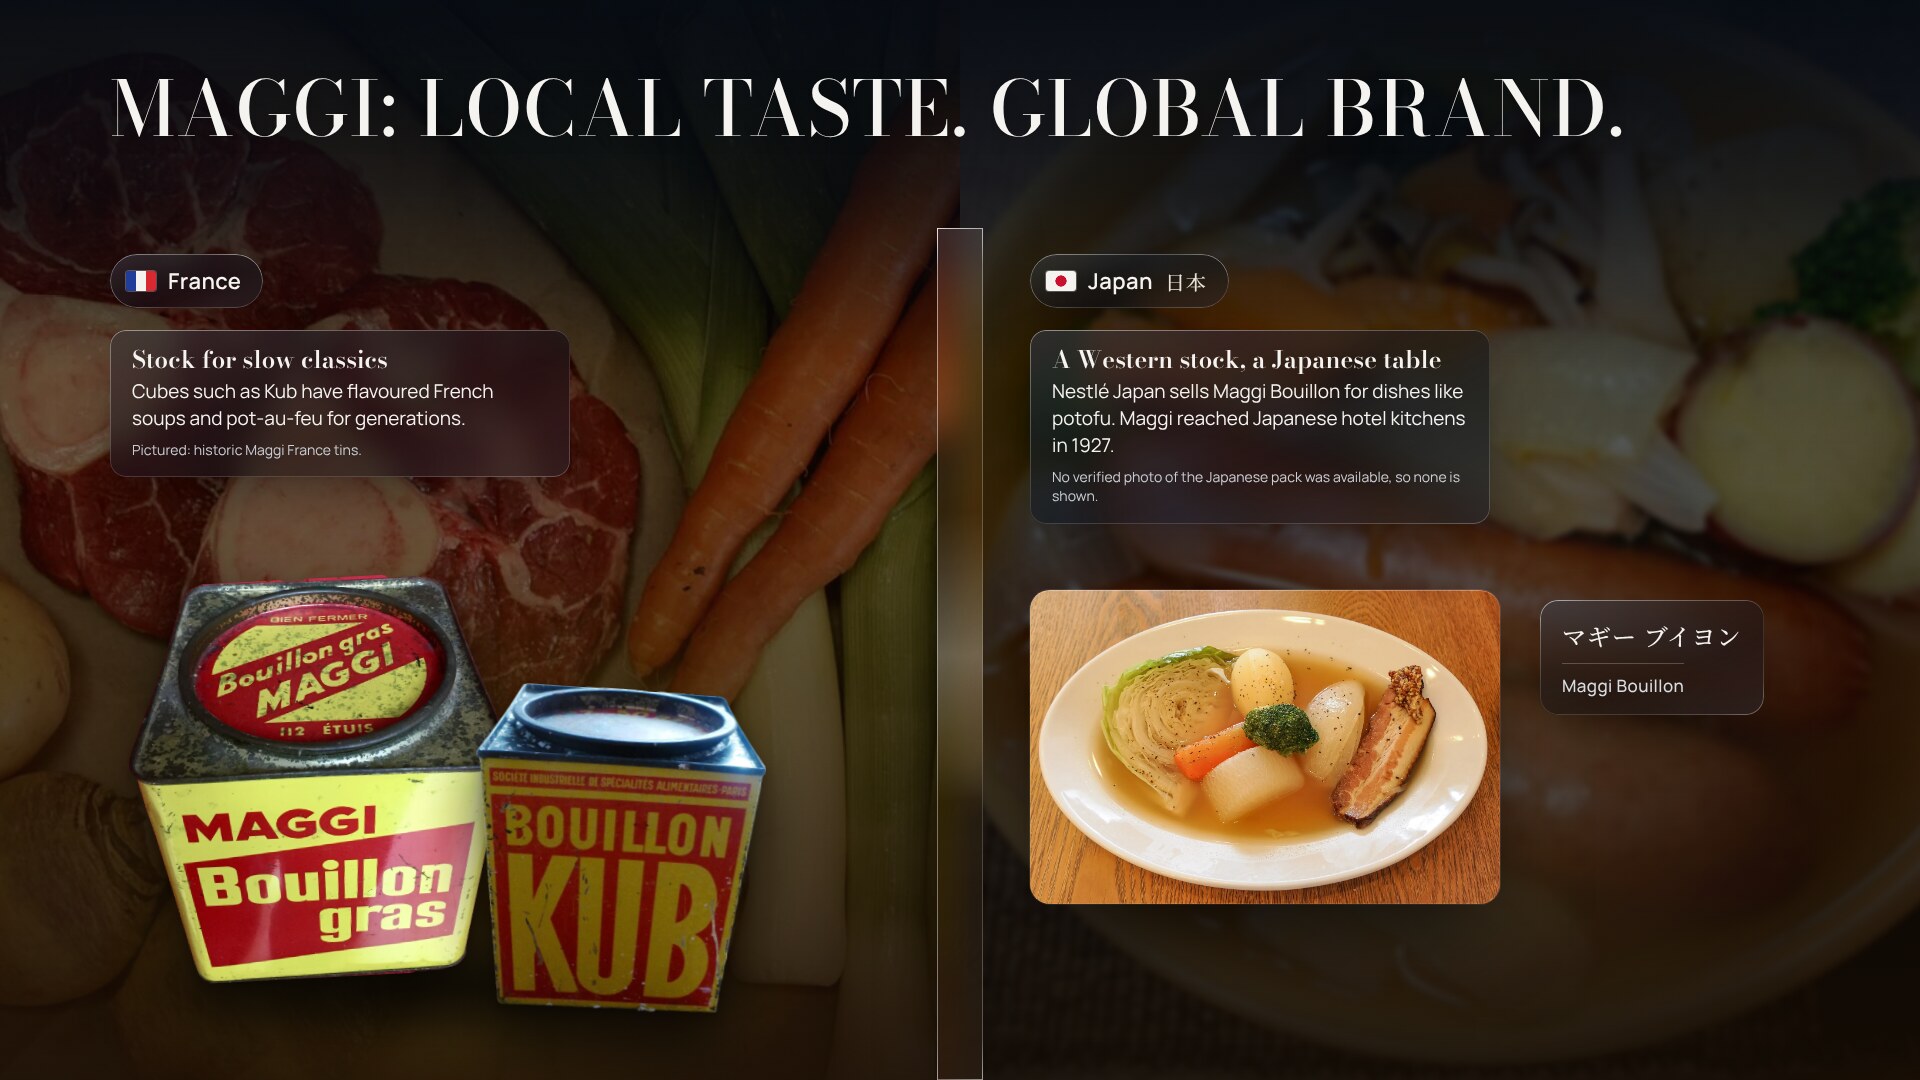 MAGGI: LOCAL TASTE. GLOBAL BRAND.
France
Stock for slow classics
Cubes such as Kub have flavoured French
soups and pot-au-feu for generations.
Pictured: historic Maggi France tins.
BIEN FERMER
Bouillon gras
MAGGI
112 ÉTUIS
MAGGI
Bouillon
gras
SOCIÉTÉ INDUSTRIELLE DE SPÉCIALITÉS ALIMENTAIRES-PARIS
BOUILLON
KUB
Japan 日本
A Western stock, a Japanese table
Nestlé Japan sells Maggi Bouillon for dishes like
potofu. Maggi reached Japanese hotel kitchens
in 1927.
No verified photo of the Japanese pack was available, so none is
shown.
マギー ブイヨン
Maggi Bouillon